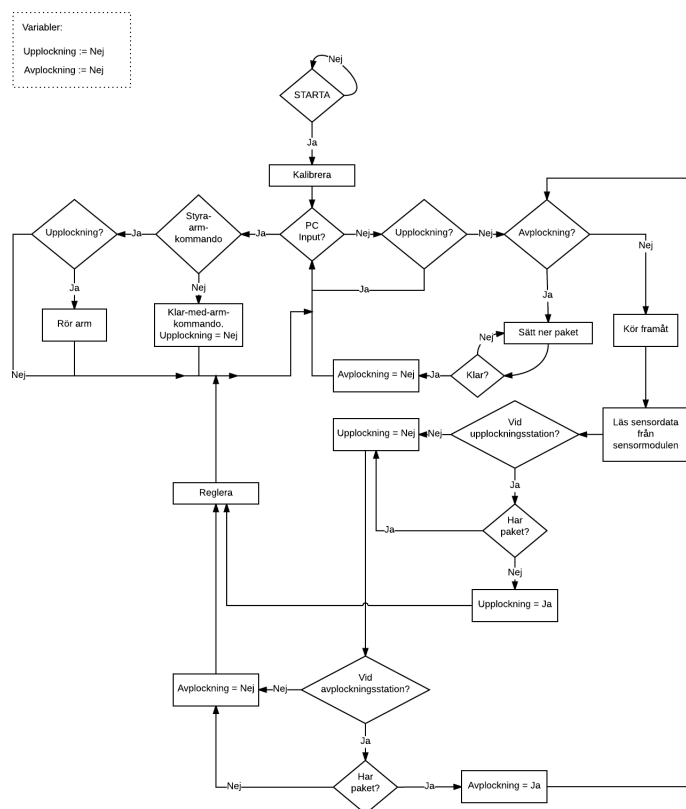 Variabler:
Upplockning := Nej
Avplockning := Nej
Nej
STARTA
Ja
Kalibrera
Upplockning?
Ja
Styra-
arm-
kommando
Ja
PC
Input?
Nej
Upplockning?
Nej
Avplockning?
Nej
Ja
Nej
Ja
Ja
Rör arm
Klar-med-arm-
kommando.
Upplockning = Nej
Sätt ner paket
Kör framåt
Nej
Nej
Avplockning = Nej
Ja
Klar?
Upplockning = Nej
Nej
Vid
upplockningsstation?
Läs sensordata
från
sensormodulen
Ja
Reglera
Ja
Har
paket?
Nej
Upplockning = Ja
Avplockning = Nej
Nej
Vid
avplockningsstation?
Ja
Nej
Har
paket?
Ja
Avplockning = Ja